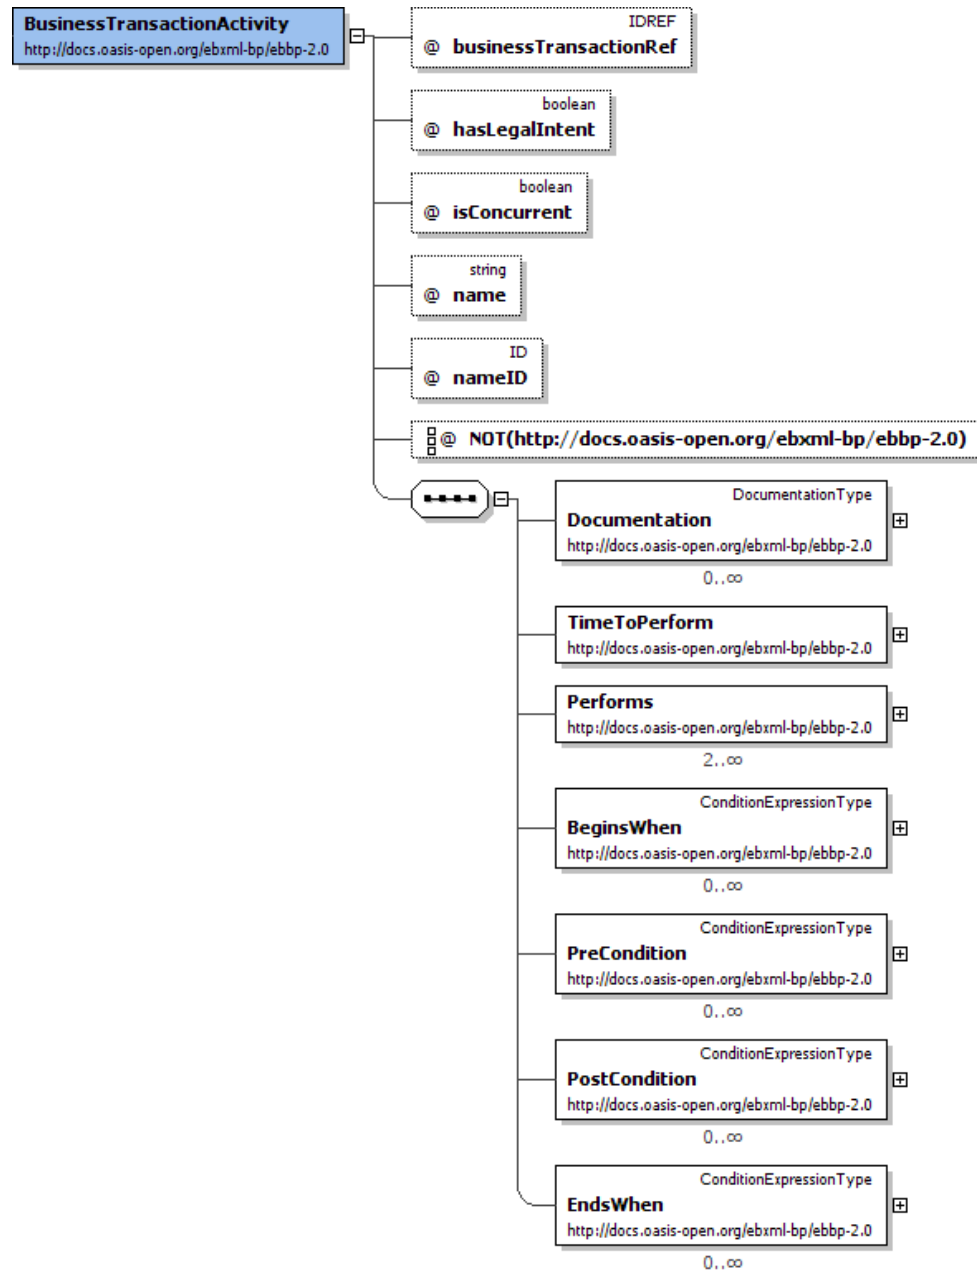 BusinessTransactionActivity
http://docs.oasis-open.org/ebxml-bp/ebbp-2.0
IDREF
@ businessTransactionRef
boolean
@ hasLegalIntent
boolean
@ isConcurrent
string
@ name
ID
@ nameID
@ NOT(http://docs.oasis-open.org/ebxml-bp/ebbp-2.0)
DocumentationType
Documentation
http://docs.oasis-open.org/ebxml-bp/ebbp-2.0
0..∞
TimeToPerform
http://docs.oasis-open.org/ebxml-bp/ebbp-2.0
Performs
http://docs.oasis-open.org/ebxml-bp/ebbp-2.0
2..∞
ConditionExpressionType
BeginsWhen
http://docs.oasis-open.org/ebxml-bp/ebbp-2.0
0..∞
ConditionExpressionType
PreCondition
http://docs.oasis-open.org/ebxml-bp/ebbp-2.0
0..∞
ConditionExpressionType
PostCondition
http://docs.oasis-open.org/ebxml-bp/ebbp-2.0
0..∞
ConditionExpressionType
EndsWhen
http://docs.oasis-open.org/ebxml-bp/ebbp-2.0
0..∞